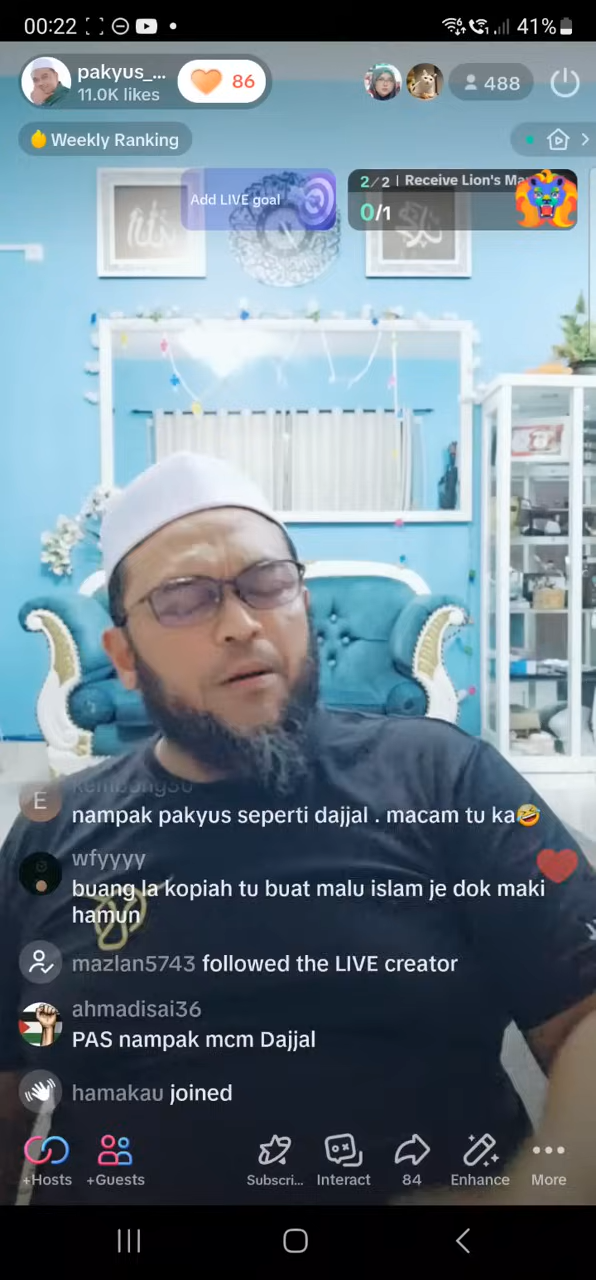 00:22
41%
pakyus_...
11.0K likes
86
488
Weekly Ranking
Add LIVE goal
2/2 | Receive Lion's Ma
0/1
nampak pakyus seperti dajjal . macam tu ka🤣
wfyyyy
buang la kopiah tu buat malu islam je dok maki
hamun
mazlan5743 followed the LIVE creator
ahmadisai36
PAS nampak mcm Dajjal
hamakau joined
+Hosts
+Guests
Subscri...
Interact
84
Enhance
More